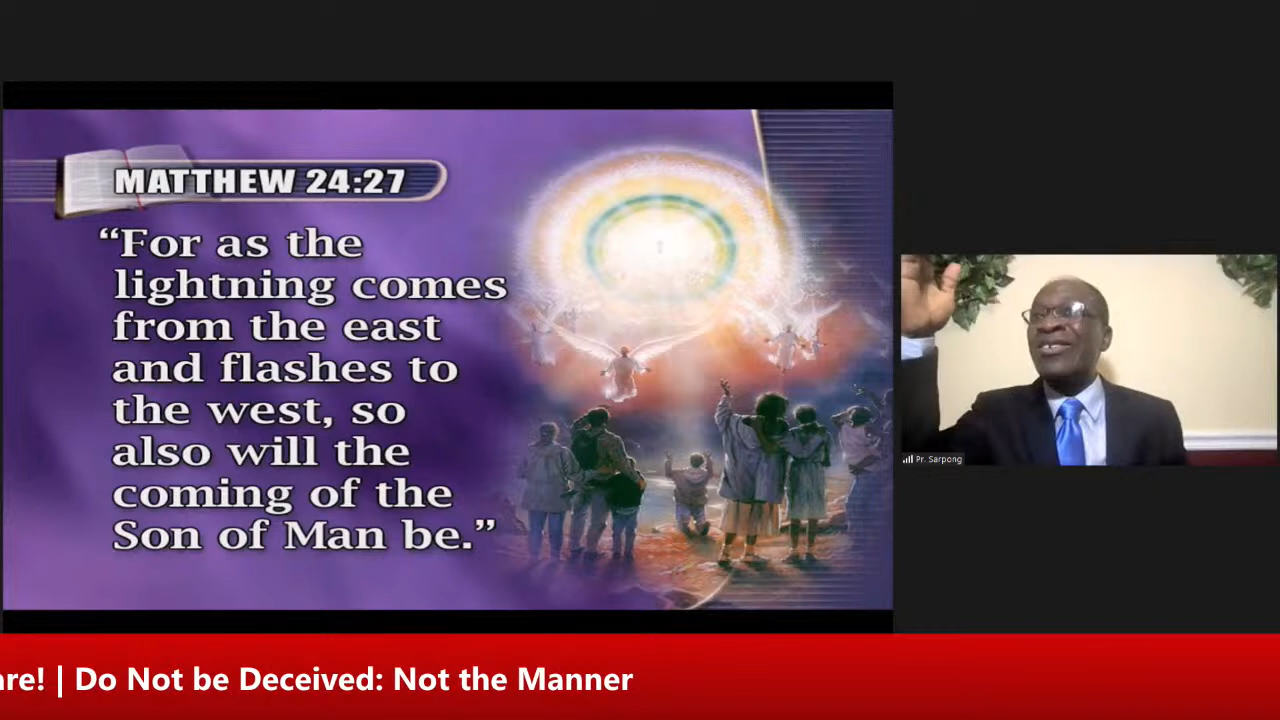 MATTHEW 24:27
“For as the
lightning comes
from the east
and flashes to
the west, so
also will the
coming of the
Son of Man be.”
Pr. Sarpong
are! | Do Not be Deceived: Not the Manner